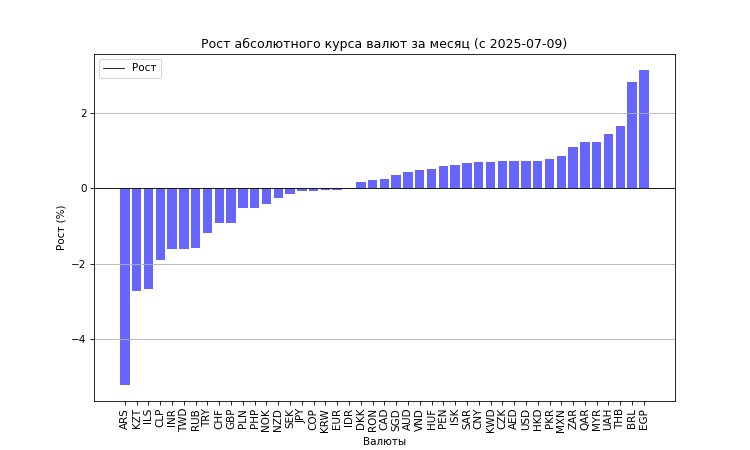 Рост абсолютного курса валют за месяц (с 2025-07-09)
Рост
Рост (%)
2
0
−2
−4
ARS KZT ILS CLP INR TWD RUB TRY CHF GBP PLN PHP NOK NZD SEK JPY COP KRW EUR IDR DKK RON CAD SGD AUD VND HUF PEN ISK SAR CNY KWD CZK AED USD HKD PKR MXN ZAR QAR MYR UAH THB BRL EGP
Валюты